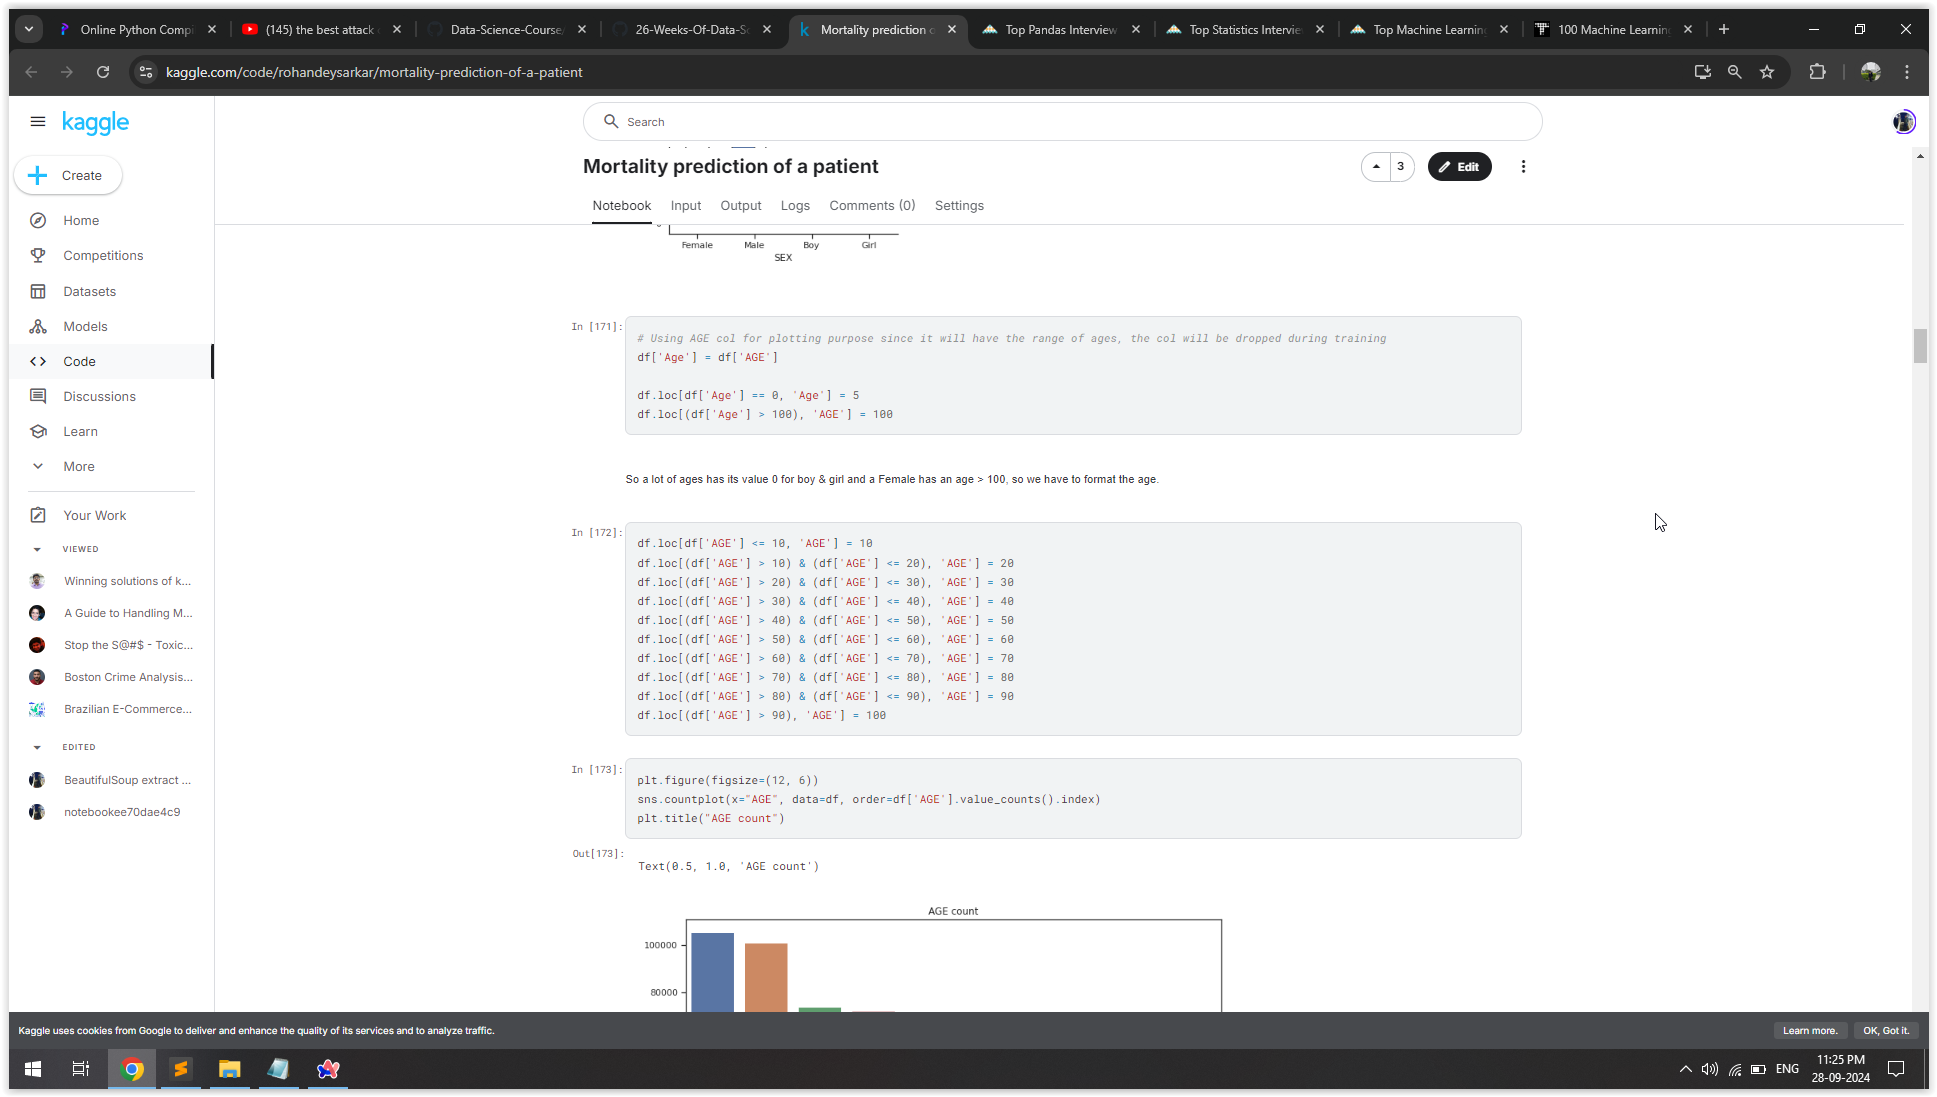 Online Python Compi
(145) the best attack
Data-Science-Course/
26-Weeks-Of-Data-S
Mortality prediction o
Top Pandas Interview
Top Statistics Intervie
Top Machine Learning
100 Machine Learning
kaggle.com/code/rohandeysarkar/mortality-prediction-of-a-patient
kaggle
Search
Create
Home
Competitions
Datasets
Models
Code
Discussions
Learn
More
Your Work
VIEWED
Winning solutions of k...
A Guide to Handling M...
Stop the S@#$ - Toxic...
Boston Crime Analysis...
Brazilian E-Commerce...
EDITED
BeautifulSoup extract ...
notebookee70dae4c9
Mortality prediction of a patient
3
Edit
Notebook
Input
Output
Logs
Comments (0)
Settings
Female Male Boy Girl
SEX
In [171]:
# Using AGE col for plotting purpose since it will have the range of ages, the col will be dropped during training
df['Age'] = df['AGE']
df.loc[df['Age'] == 0, 'Age'] = 5
df.loc[(df['Age'] > 100), 'AGE'] = 100
So a lot of ages has its value 0 for boy & girl and a Female has an age > 100, so we have to format the age.
In [172]:
df.loc[df['AGE'] <= 10, 'AGE'] = 10
df.loc[(df['AGE'] > 10) & (df['AGE'] <= 20), 'AGE'] = 20
df.loc[(df['AGE'] > 20) & (df['AGE'] <= 30), 'AGE'] = 30
df.loc[(df['AGE'] > 30) & (df['AGE'] <= 40), 'AGE'] = 40
df.loc[(df['AGE'] > 40) & (df['AGE'] <= 50), 'AGE'] = 50
df.loc[(df['AGE'] > 50) & (df['AGE'] <= 60), 'AGE'] = 60
df.loc[(df['AGE'] > 60) & (df['AGE'] <= 70), 'AGE'] = 70
df.loc[(df['AGE'] > 70) & (df['AGE'] <= 80), 'AGE'] = 80
df.loc[(df['AGE'] > 80) & (df['AGE'] <= 90), 'AGE'] = 90
df.loc[(df['AGE'] > 90), 'AGE'] = 100
In [173]:
plt.figure(figsize=(12, 6))
sns.countplot(x="AGE", data=df, order=df['AGE'].value_counts().index)
plt.title("AGE count")
Out[173]:
Text(0.5, 1.0, 'AGE count')
AGE count
100000
80000
Kaggle uses cookies from Google to deliver and enhance the quality of its services and to analyze traffic.
Learn more.
OK, Got it.
ENG
11:25 PM
28-09-2024